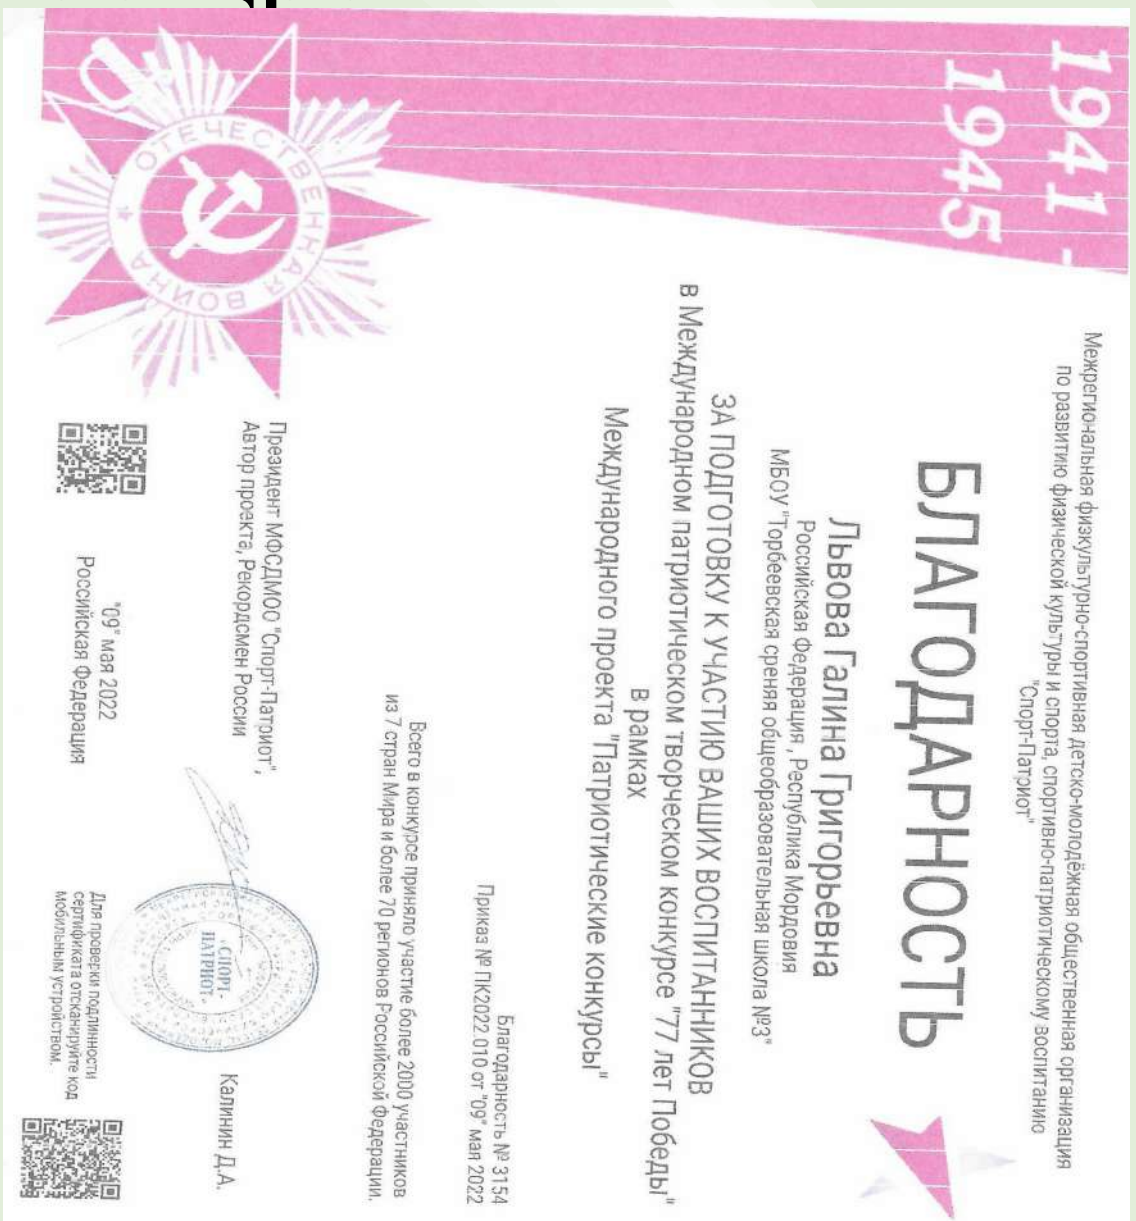 1941 -
1945
Межрегиональная физкультурно-спортивная детско-молодёжная общественная организация
по развитию физической культуры и спорта, спортивно-патриотическому воспитанию
"Спорт-Патриот"
БЛАГОДАРНОСТЬ
Львова Галина Григорьевна
Российская Федерация , Республика Мордовия
МБОУ "Торбеевская среняя общеобразовательная школа №3"
ЗА ПОДГОТОВКУ К УЧАСТИЮ ВАШИХ ВОСПИТАННИКОВ
в Международном патриотическом творческом конкурсе "77 лет Победы"
в рамках
Международного проекта "Патриотические конкурсы"
Благодарность № 3154
Приказ № ПК2022.010 от "09" мая 2022
Всего в конкурсе приняло участие более 2000 участников
из 7 стран Мира и более 70 регионов Российской Федерации.
Президент МФСДМОО "Спорт-Патриот",
Автор проекта, Рекордсмен России
Калинин Д.А.
"09" мая 2022
Российская Федерация
Для проверки подлинности
сертификата отсканируйте код
мобильным устройством.
ОТЕЧЕСТВЕННАЯ ВОЙНА
«СПОРТ-
ПАТРИОТ»